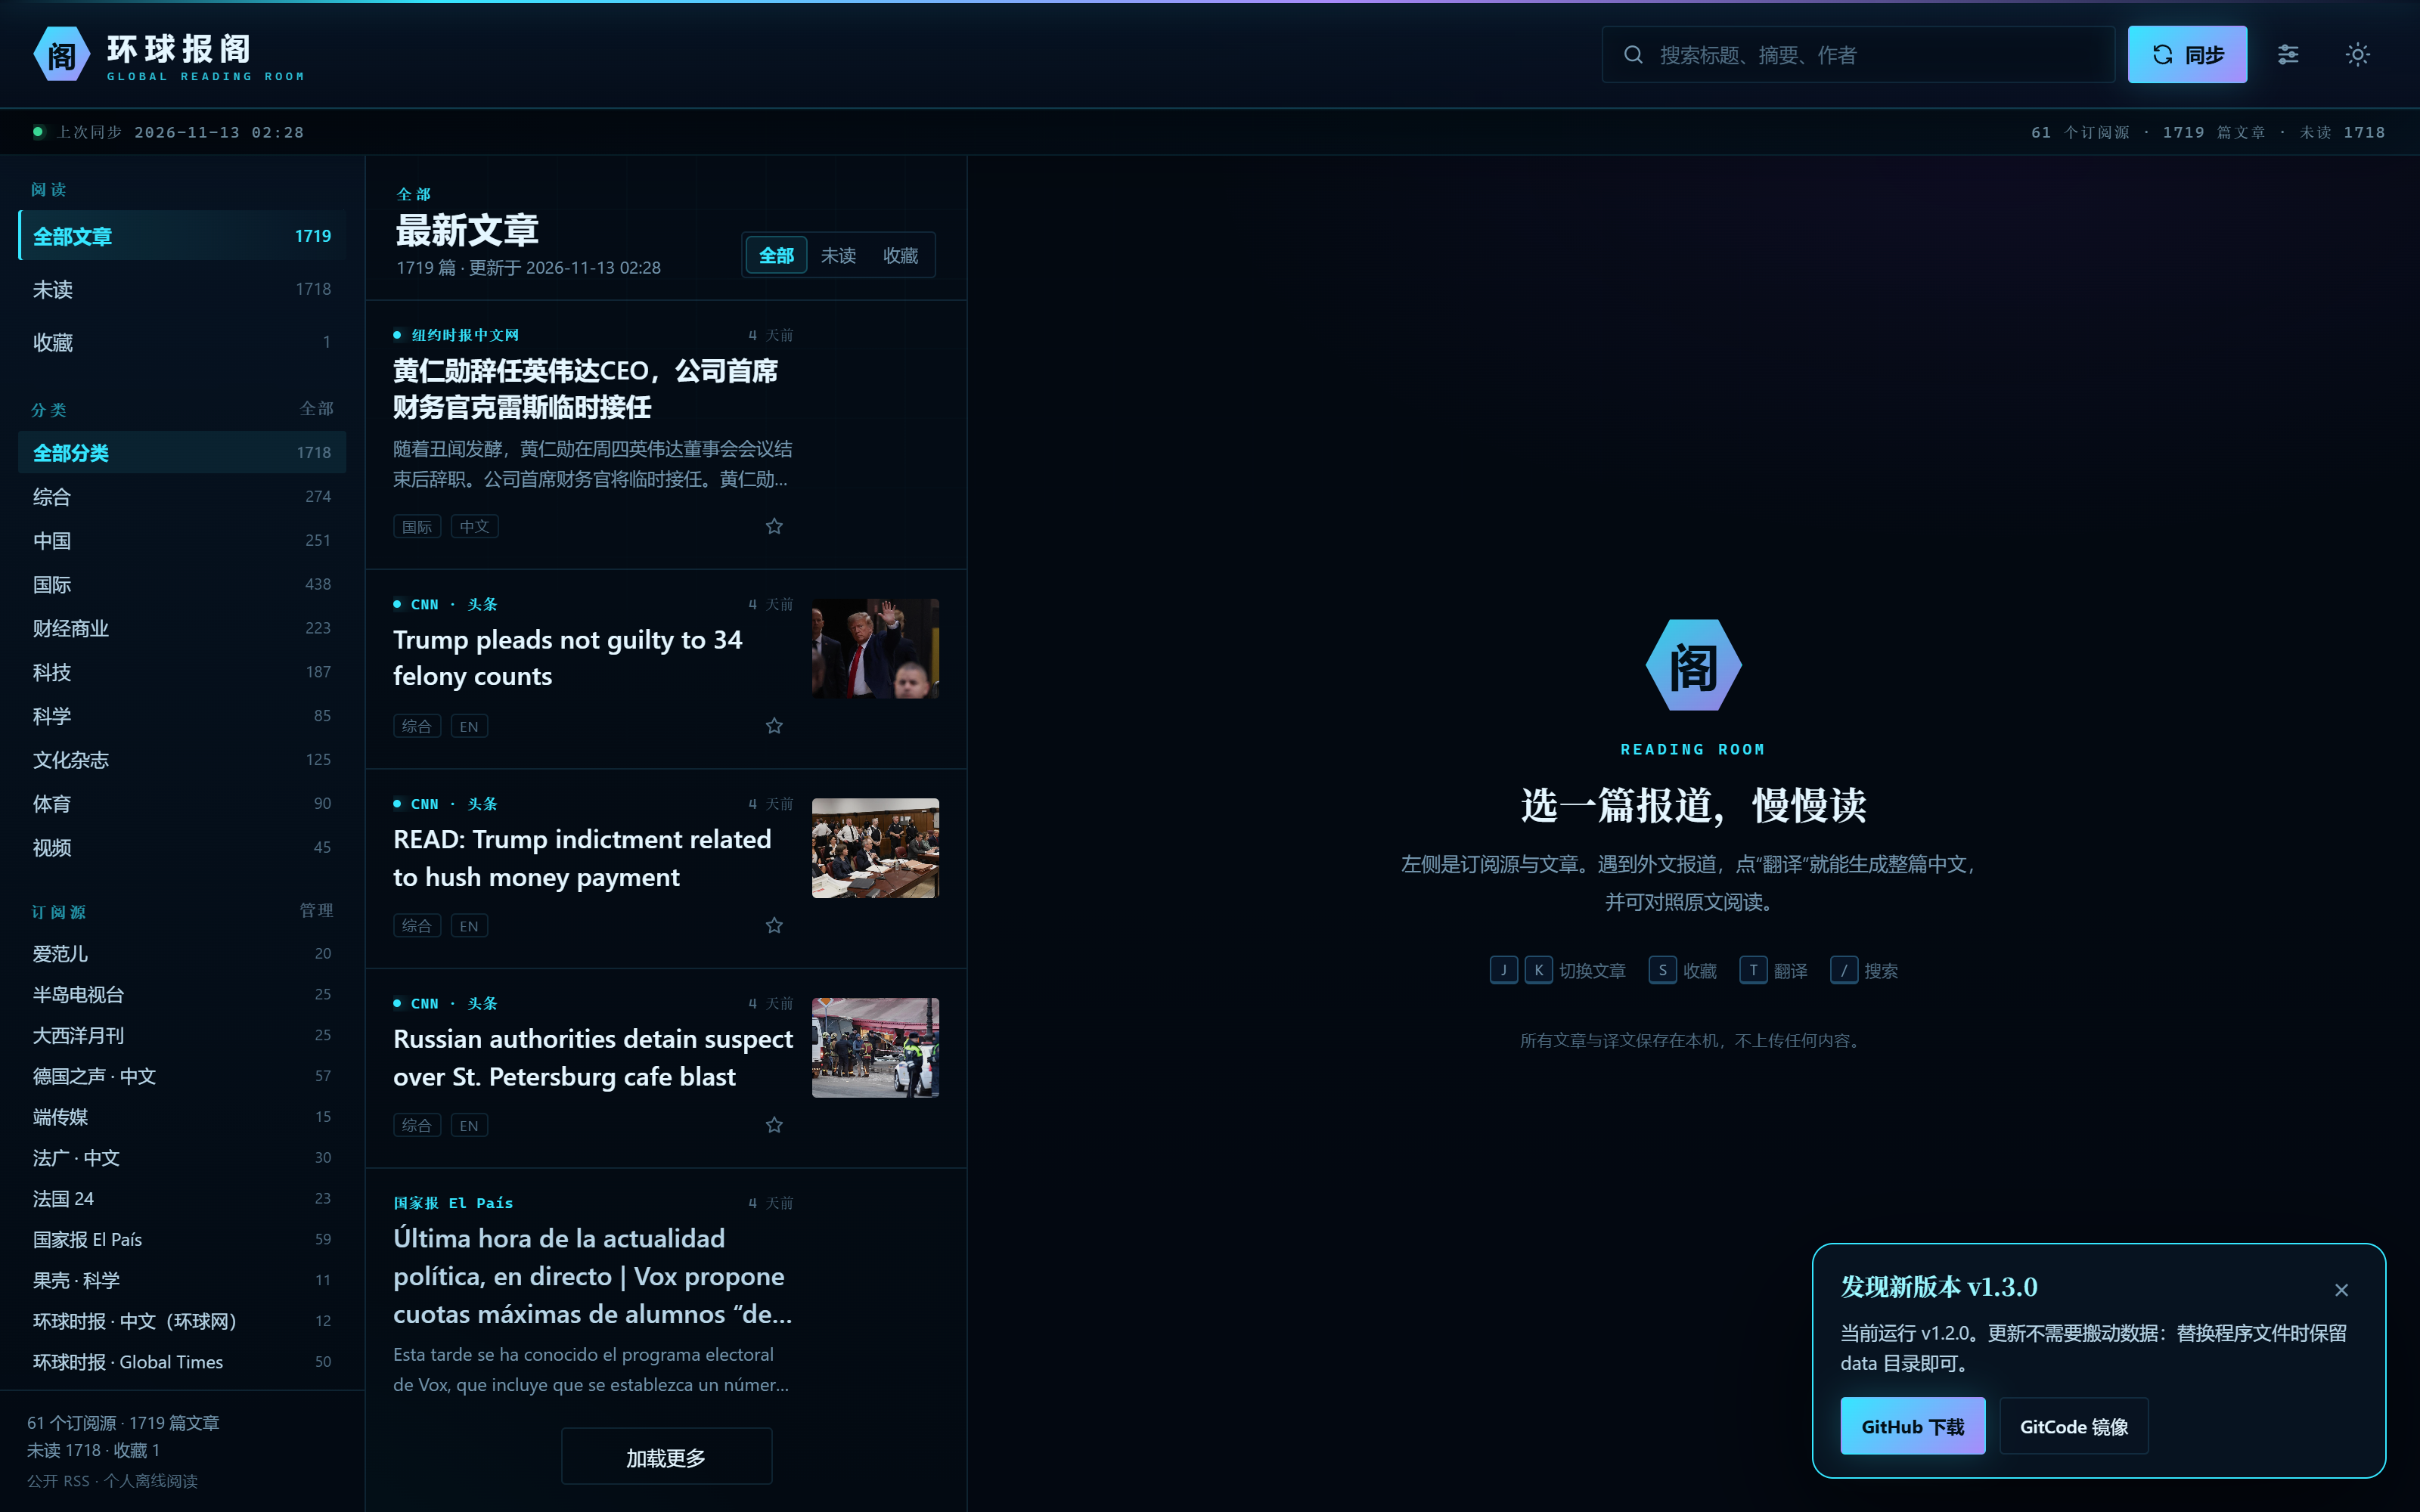 阁
环球报阁
GLOBAL READING ROOM
搜索标题、摘要、作者
同步
上次同步 2026-11-13 02:28
61 个订阅源 · 1719 篇文章 · 未读 1718
阅读
全部文章 1719
未读 1718
收藏 1
分类 全部
全部分类 1718
综合 274
中国 251
国际 438
财经商业 223
科技 187
科学 85
文化杂志 125
体育 90
视频 45
订阅源 管理
爱范儿 20
半岛电视台 25
大西洋月刊 25
德国之声 · 中文 57
端传媒 15
法广 · 中文 30
法国 24 23
国家报 El País 59
果壳 · 科学 11
环球时报 · 中文（环球网） 12
环球时报 · Global Times 50
61 个订阅源 · 1719 篇文章
未读 1718 · 收藏 1
公开 RSS · 个人离线阅读
全部
最新文章
1719 篇 · 更新于 2026-11-13 02:28
全部 未读 收藏
纽约时报中文网 4 天前
黄仁勋辞任英伟达CEO，公司首席
财务官克雷斯临时接任
随着丑闻发酵，黄仁勋在周四英伟达董事会会议结
束后辞职。公司首席财务官将临时接任。黄仁勋...
国际 中文
CNN · 头条 4 天前
Trump pleads not guilty to 34
felony counts
综合 EN
CNN · 头条 4 天前
READ: Trump indictment related
to hush money payment
综合 EN
CNN · 头条 4 天前
Russian authorities detain suspect
over St. Petersburg cafe blast
综合 EN
国家报 El País 4 天前
Última hora de la actualidad
política, en directo | Vox propone
cuotas máximas de alumnos “de...
Esta tarde se ha conocido el programa electoral
de Vox, que incluye que se establezca un númer...
加载更多
阁
READING ROOM
选一篇报道，慢慢读
左侧是订阅源与文章。遇到外文报道，点“翻译”就能生成整篇中文，
并可对照原文阅读。
J K 切换文章 S 收藏 T 翻译 / 搜索
所有文章与译文保存在本机，不上传任何内容。
发现新版本 v1.3.0
当前运行 v1.2.0。更新不需要搬动数据：替换程序文件时保留
data 目录即可。
GitHub 下载 GitCode 镜像